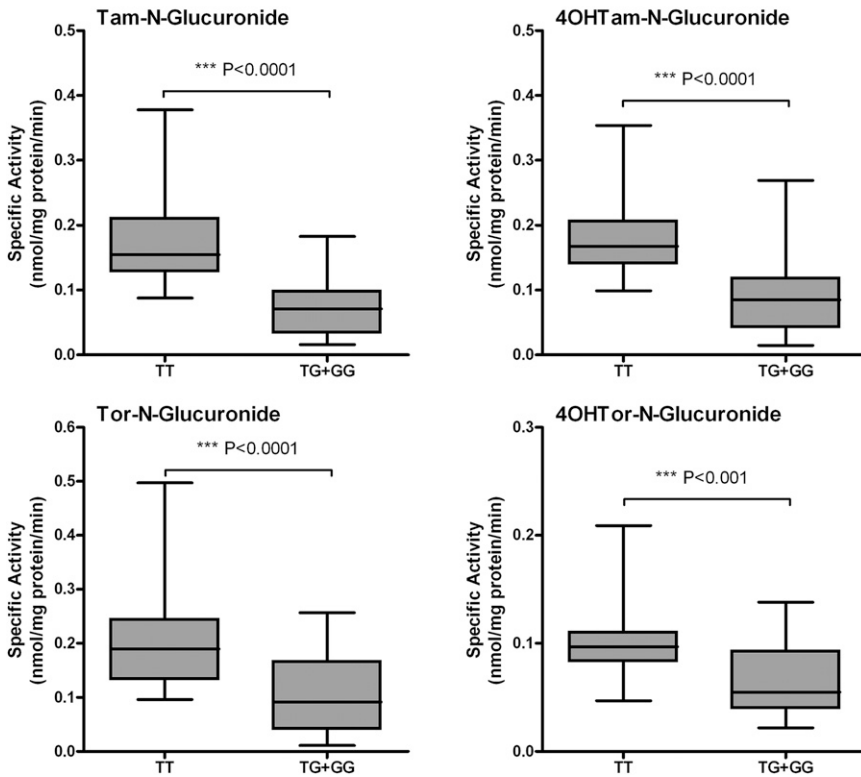 Tam-N-Glucuronide
Specific Activity
(nmol/mg protein/min)
0.5
0.4
0.3
0.2
0.1
0.0
*** P<0.0001
TT
TG+GG
4OHTam-N-Glucuronide
Specific Activity
(nmol/mg protein/min)
0.5
0.4
0.3
0.2
0.1
0.0
*** P<0.0001
TT
TG+GG
Tor-N-Glucuronide
Specific Activity
(nmol/mg protein/min)
0.6
0.5
0.4
0.3
0.2
0.1
0.0
*** P<0.0001
TT
TG+GG
4OHTor-N-Glucuronide
Specific Activity
(nmol/mg protein/min)
0.3
0.2
0.1
0.0
*** P<0.001
TT
TG+GG